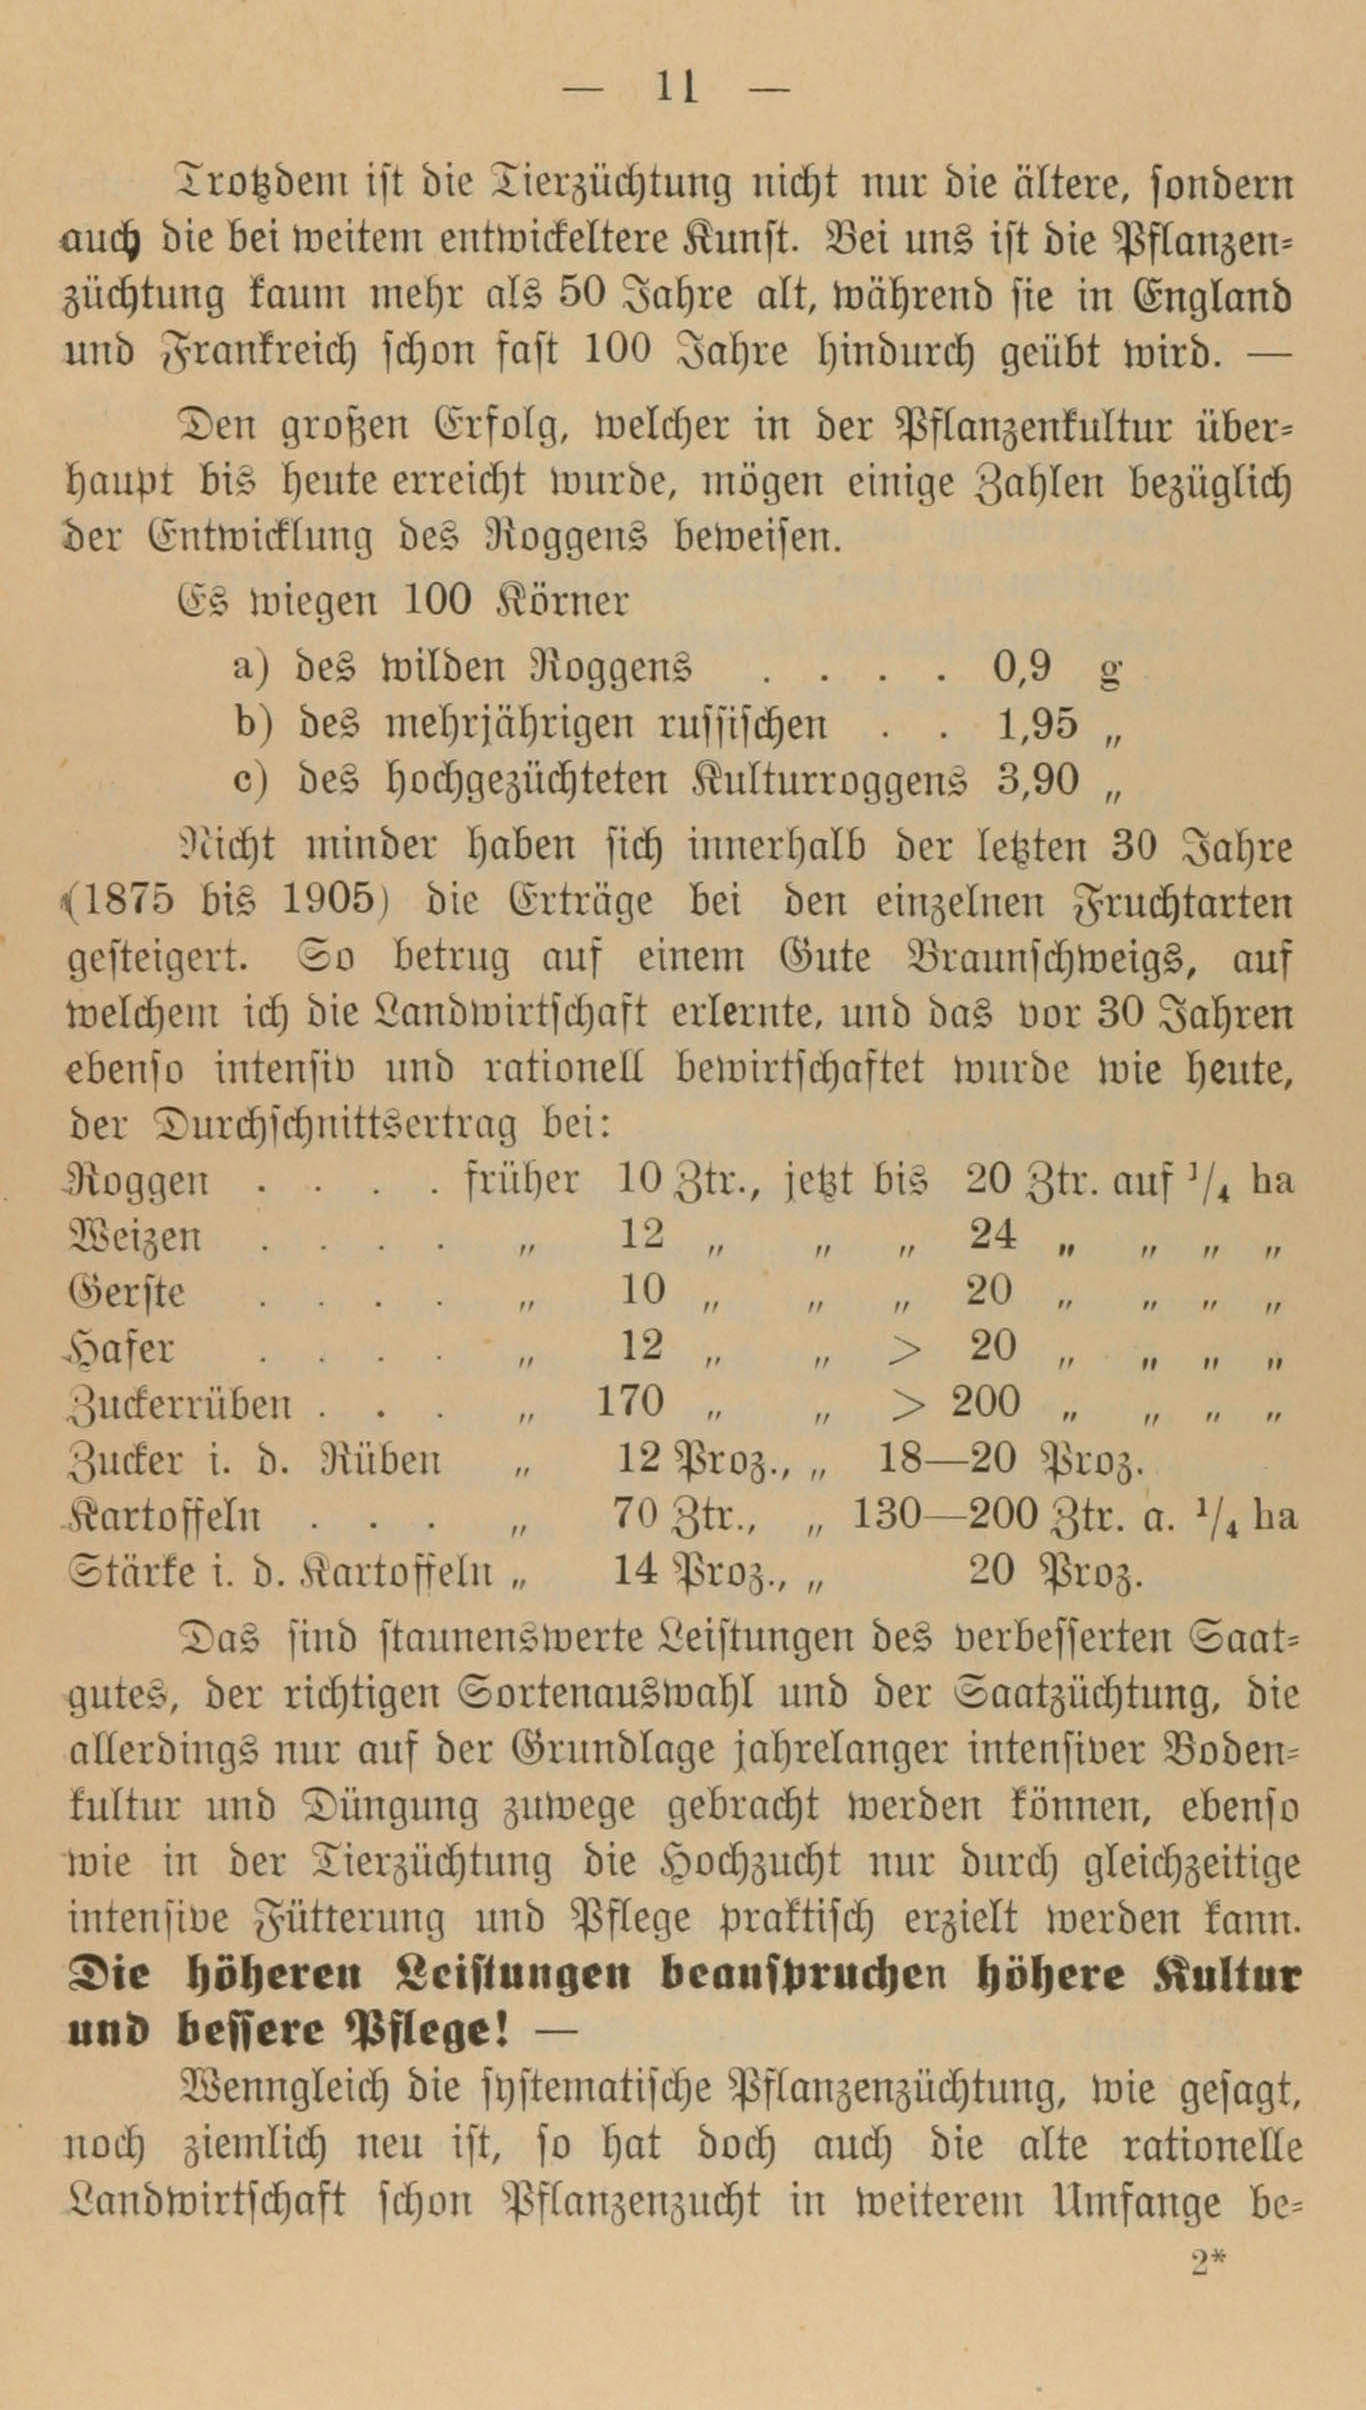 — 11 —
Trotzdem ist die Tierzüchtung nicht nur die ältere, sondern
auch die bei weitem entwickeltere Kunst. Bei uns ist die Pflanzen-
züchtung kaum mehr als 50 Jahre alt, während sie in England
und Frankreich schon fast 100 Jahre hindurch geübt wird. —
Den großen Erfolg, welcher in der Pflanzenkultur über-
haupt bis heute erreicht wurde, mögen einige Zahlen bezüglich
der Entwicklung des Roggens beweisen.
Es wiegen 100 Körner
a) des wilden Roggens . . . . 0,9 g
b) des mehrjährigen russischen . . 1,95 „
c) des hochgezüchteten Kulturroggens 3,90 „
Nicht minder haben sich innerhalb der letzten 30 Jahre
(1875 bis 1905) die Erträge bei den einzelnen Fruchtarten
gesteigert. So betrug auf einem Gute Braunschweigs, auf
welchem ich die Landwirtschaft erlernte, und das vor 30 Jahren
ebenso intensiv und rationell bewirtschaftet wurde wie heute,
der Durchschnittsertrag bei:
Roggen . . . . früher 10 Ztr., jetzt bis 20 Ztr. auf 1/4 ha
Weizen . . . . „ 12 „ „ „ 24 „ „ „ „
Gerste . . . . „ 10 „ „ „ 20 „ „ „ „
Hafer . . . . „ 12 „ „ > 20 „ „ „ „
Zuckerrüben . . . „ 170 „ „ > 200 „ „ „ „
Zucker i. d. Rüben „ 12 Proz., „ 18—20 Proz.
Kartoffeln . . . „ 70 Ztr., „ 130—200 Ztr. a. 1/4 ha
Stärke i. d. Kartoffeln „ 14 Proz., „ 20 Proz.
Das sind staunenswerte Leistungen des verbesserten Saat-
gutes, der richtigen Sortenauswahl und der Saatzüchtung, die
allerdings nur auf der Grundlage jahrelanger intensiver Boden-
kultur und Düngung zuwege gebracht werden können, ebenso
wie in der Tierzüchtung die Hochzucht nur durch gleichzeitige
intensive Fütterung und Pflege praktisch erzielt werden kann.
Die höheren Leistungen beanspruchen höhere Kultur
und bessere Pflege! —
Wenngleich die systematische Pflanzenzüchtung, wie gesagt,
noch ziemlich neu ist, so hat doch auch die alte rationelle
Landwirtschaft schon Pflanzenzucht in weiterem Umfange be-
2*